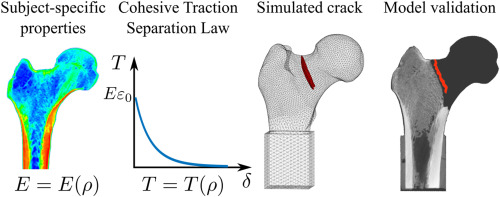 Subject-specific
properties
Cohesive Traction
Separation Law
Simulated crack
Model validation
T
Eε₀
δ
E = E(ρ)
T = T(ρ)